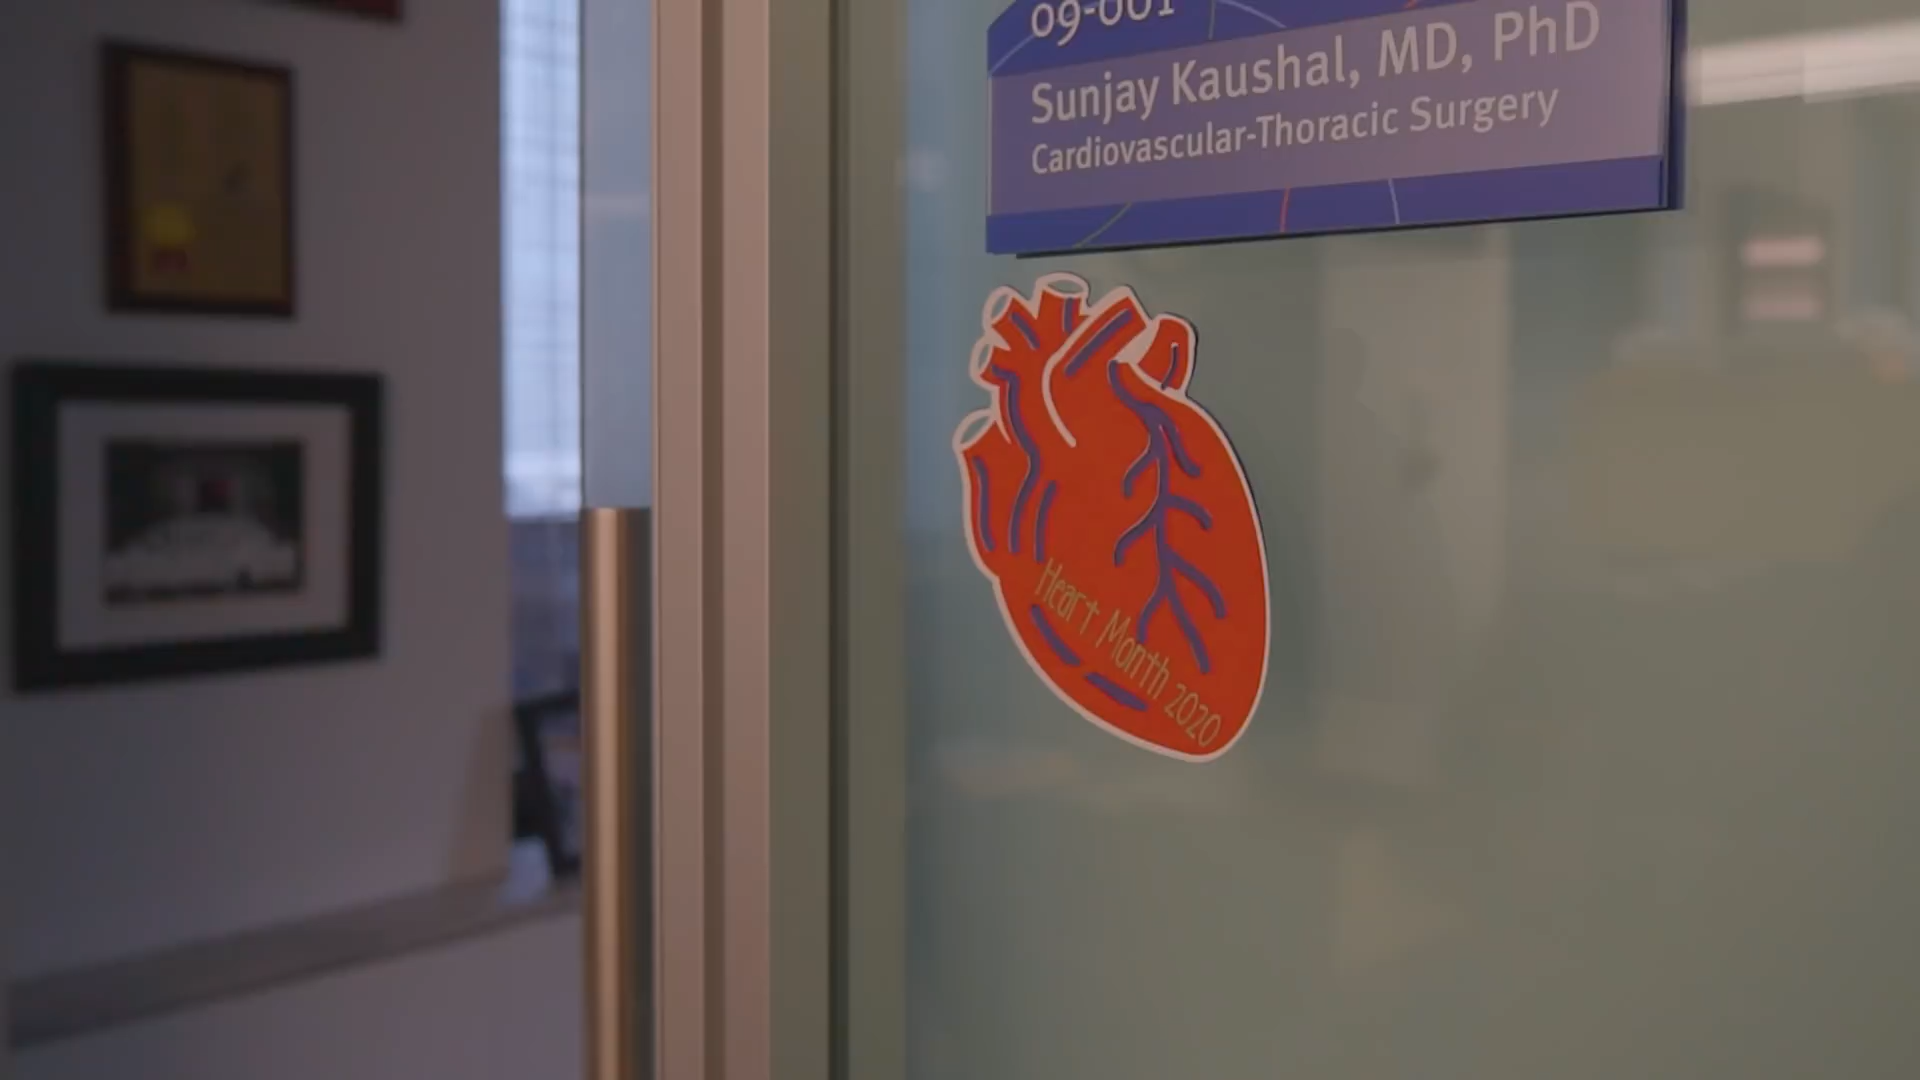 09-001
Sunjay Kaushal, MD, PhD
Cardiovascular-Thoracic Surgery
Heart Month 2020